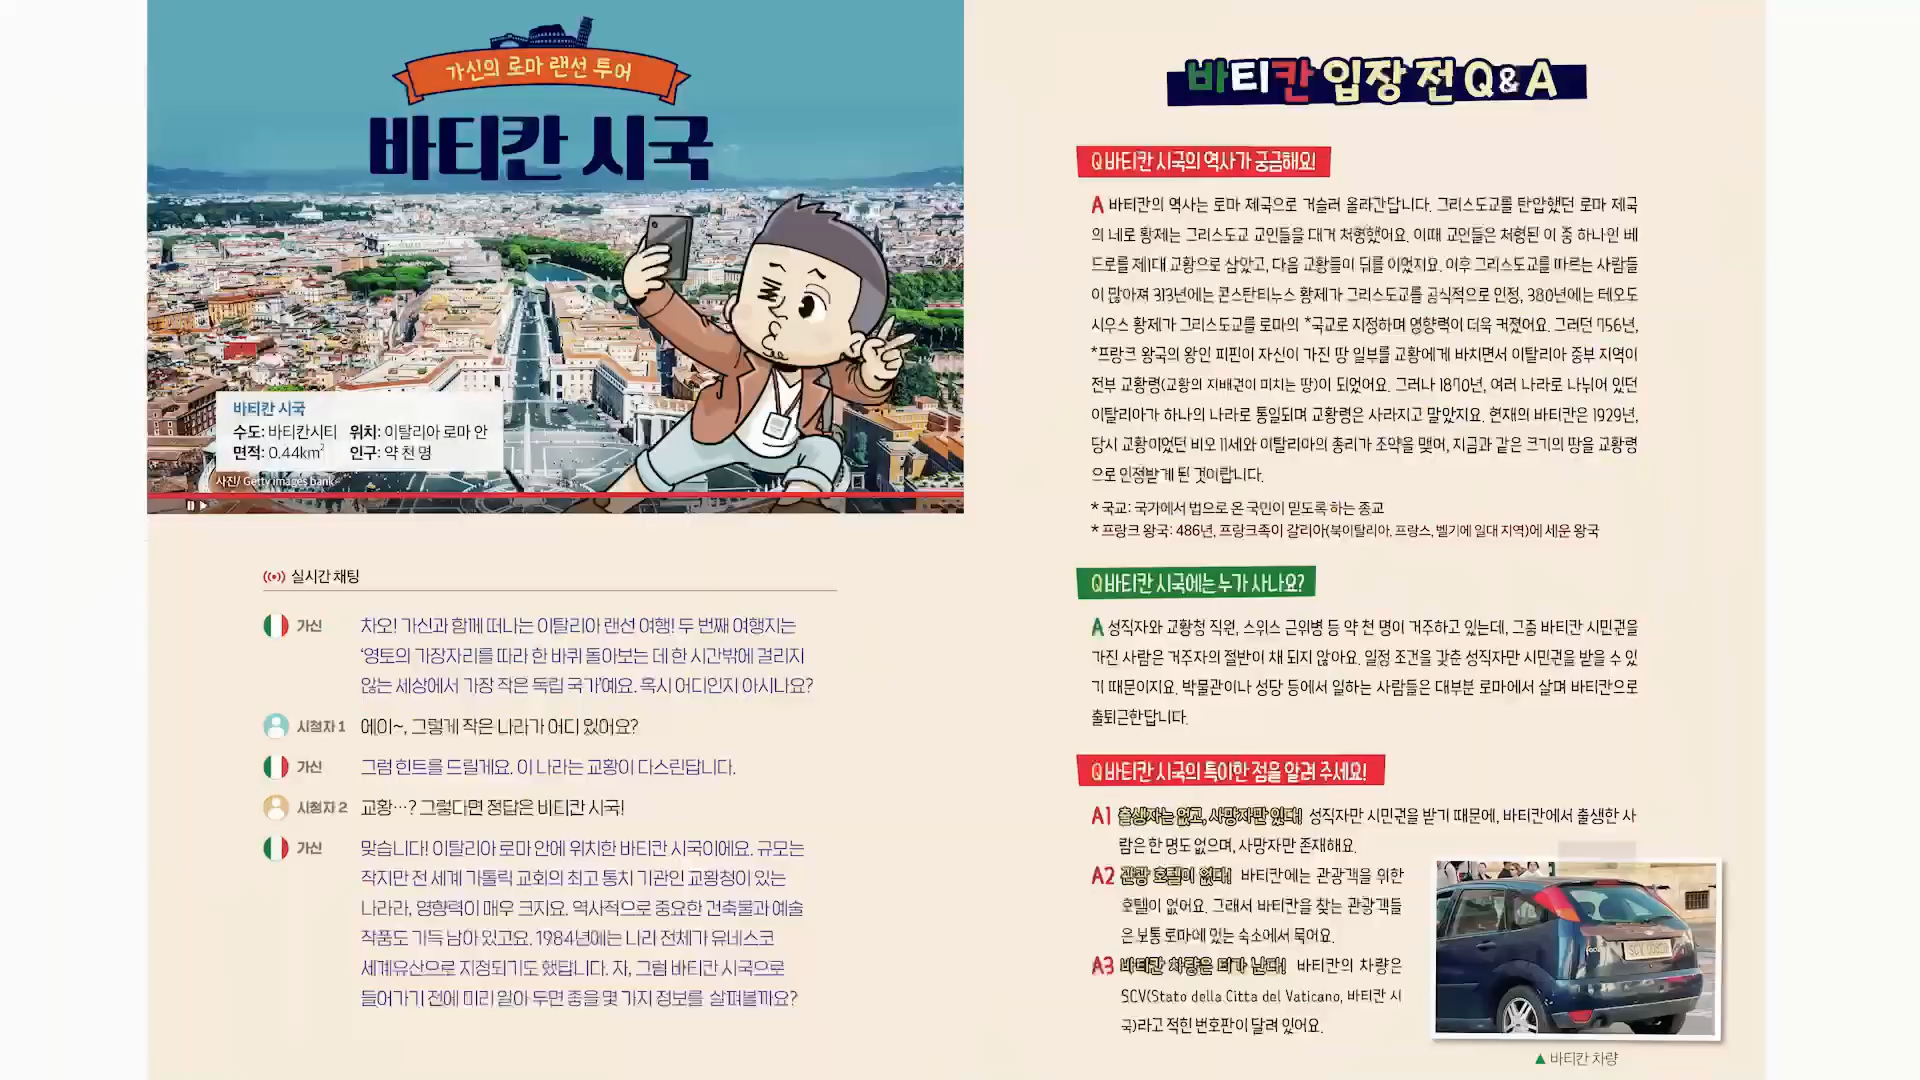 가신의 로마 랜선 투어
바티칸 시국
바티칸 시국
수도: 바티칸시티 위치: 이탈리아 로마 안
면적: 0.44km² 인구: 약 천 명
사진/ Getty images bank
실시간 채팅
가신 차오! 가신과 함께 떠나는 이탈리아 랜선 여행! 두 번째 여행지는
‘영토의 가장자리를 따라 한 바퀴 돌아보는 데 한 시간밖에 걸리지
않는 세상에서 가장 작은 독립 국가’예요. 혹시 어디인지 아시나요?
시청자 1 에이~, 그렇게 작은 나라가 어디 있어요?
가신 그럼 힌트를 드릴게요. 이 나라는 교황이 다스린답니다.
시청자 2 교황…? 그렇다면 정답은 바티칸 시국!
가신 맞습니다! 이탈리아 로마 안에 위치한 바티칸 시국이에요. 규모는
작지만 전 세계 가톨릭 교회의 최고 통치 기관인 교황청이 있는
나라라, 영향력이 매우 크지요. 역사적으로 중요한 건축물과 예술
작품도 가득 남아 있고요. 1984년에는 나라 전체가 유네스코
세계유산으로 지정되기도 했답니다. 자, 그럼 바티칸 시국으로
들어가기 전에 미리 알아 두면 좋을 몇 가지 정보를 살펴볼까요?
바티칸 입장 전 Q&A
Q 바티칸 시국의 역사가 궁금해요!
A 바티칸의 역사는 로마 제국으로 거슬러 올라간답니다. 그리스도교를 탄압했던 로마 제국
의 네로 황제는 그리스도교 교인들을 대거 처형했어요. 이때 교인들은 처형된 이 중 하나인 베
드로를 제1대 교황으로 삼았고, 다음 교황들이 뒤를 이었지요. 이후 그리스도교를 따르는 사람들
이 많아져 313년에는 콘스탄티누스 황제가 그리스도교를 공식적으로 인정, 380년에는 테오도
시우스 황제가 그리스도교를 로마의 *국교로 지정하며 영향력이 더욱 커졌어요. 그러던 756년,
*프랑크 왕국의 왕인 피핀이 자신이 가진 땅 일부를 교황에게 바치면서 이탈리아 중부 지역이
전부 교황령(교황의 지배권이 미치는 땅)이 되었어요. 그러나 1870년, 여러 나라로 나뉘어 있던
이탈리아가 하나의 나라로 통일되며 교황령은 사라지고 말았지요. 현재의 바티칸은 1929년,
당시 교황이었던 비오 11세와 이탈리아의 총리가 조약을 맺어, 지금과 같은 크기의 땅을 교황령
으로 인정받게 된 것이랍니다.
* 국교: 국가에서 법으로 온 국민이 믿도록 하는 종교
* 프랑크 왕국: 486년, 프랑크족이 갈리아(북이탈리아, 프랑스, 벨기에 일대 지역)에 세운 왕국
Q 바티칸 시국에는 누가 사나요?
A 성직자와 교황청 직원, 스위스 근위병 등 약 천 명이 거주하고 있는데, 그중 바티칸 시민권을
가진 사람은 거주자의 절반이 채 되지 않아요. 일정 조건을 갖춘 성직자만 시민권을 받을 수 있
기 때문이지요. 박물관이나 성당 등에서 일하는 사람들은 대부분 로마에서 살며 바티칸으로
출퇴근한답니다.
Q 바티칸 시국의 특이한 점을 알려 주세요!
A1 출생자는 없고, 사망자만 있다! 성직자만 시민권을 받기 때문에, 바티칸에서 출생한 사
람은 한 명도 없으며, 사망자만 존재해요.
A2 관광 호텔이 없다! 바티칸에는 관광객을 위한
호텔이 없어요. 그래서 바티칸을 찾는 관광객들
은 보통 로마에 있는 숙소에서 묵어요.
A3 바티칸 차량은 티가 난다! 바티칸의 차량은
SCV(Stato della Citta del Vaticano, 바티칸 시
국)라고 적힌 번호판이 달려 있어요.
▲ 바티칸 차량